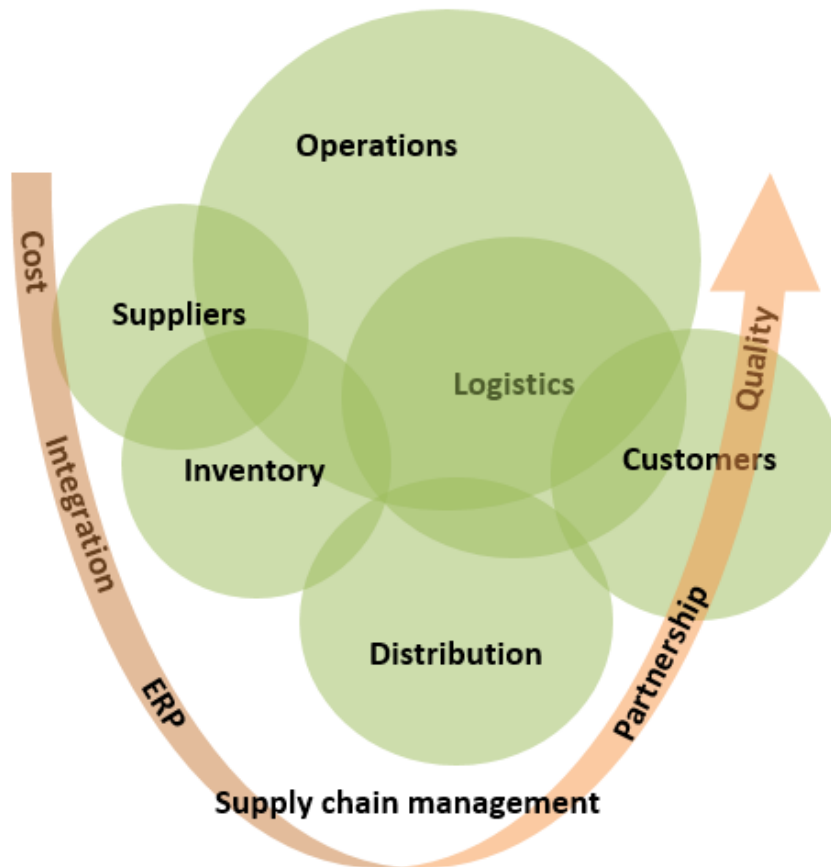 Operations
Cost
Suppliers
Logistics
Quality
Inventory
Customers
Integration
Distribution
ERP
Partnership
Supply chain management